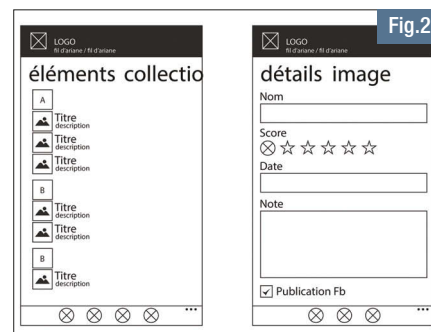 Fig.2
LOGO
fil d'ariane / fil d'ariane
éléments collectio
A
Titre
description
Titre
description
Titre
description
B
Titre
description
Titre
description
B
Titre
description
...
LOGO
fil d'ariane / fil d'ariane
détails image
Nom
Score
Date
Note
Publication Fb
...